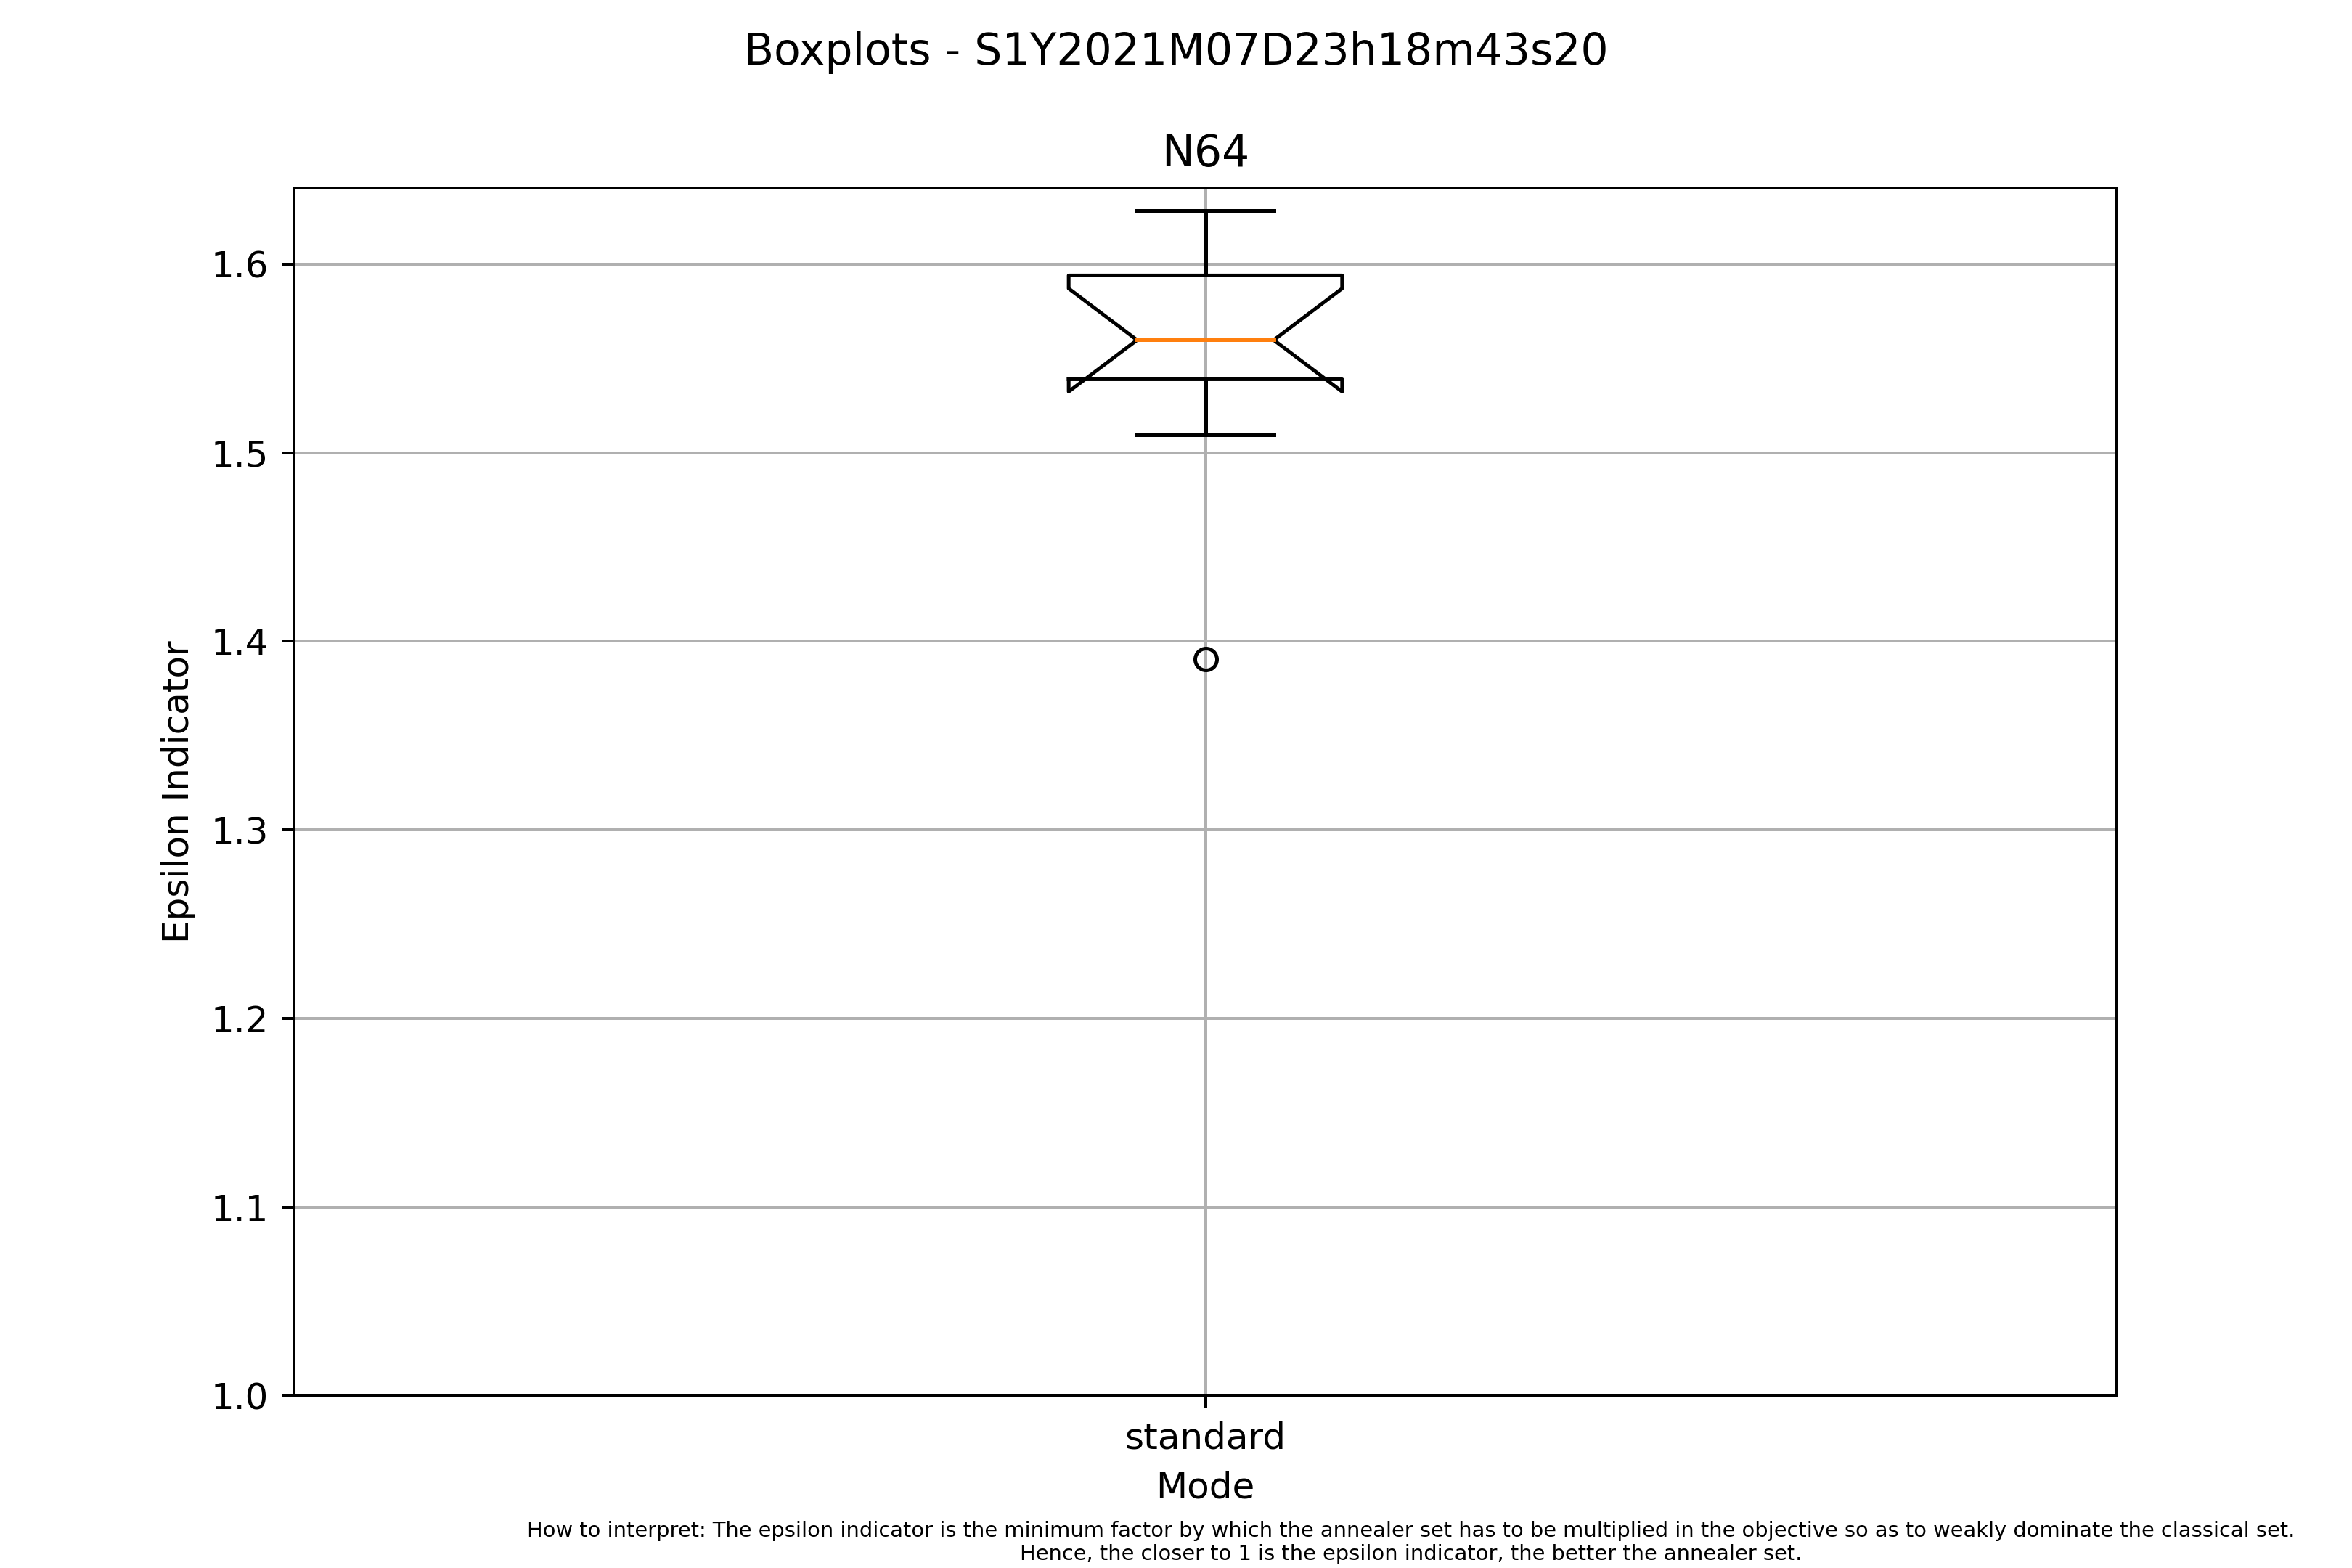 Boxplots - S1Y2021M07D23h18m43s20
N64
1.6
1.5
1.4
1.3
1.2
1.1
1.0
Epsilon Indicator
standard
Mode
How to interpret: The epsilon indicator is the minimum factor by which the annealer set has to be multiplied in the objective so as to weakly dominate the classical set.
Hence, the closer to 1 is the epsilon indicator, the better the annealer set.